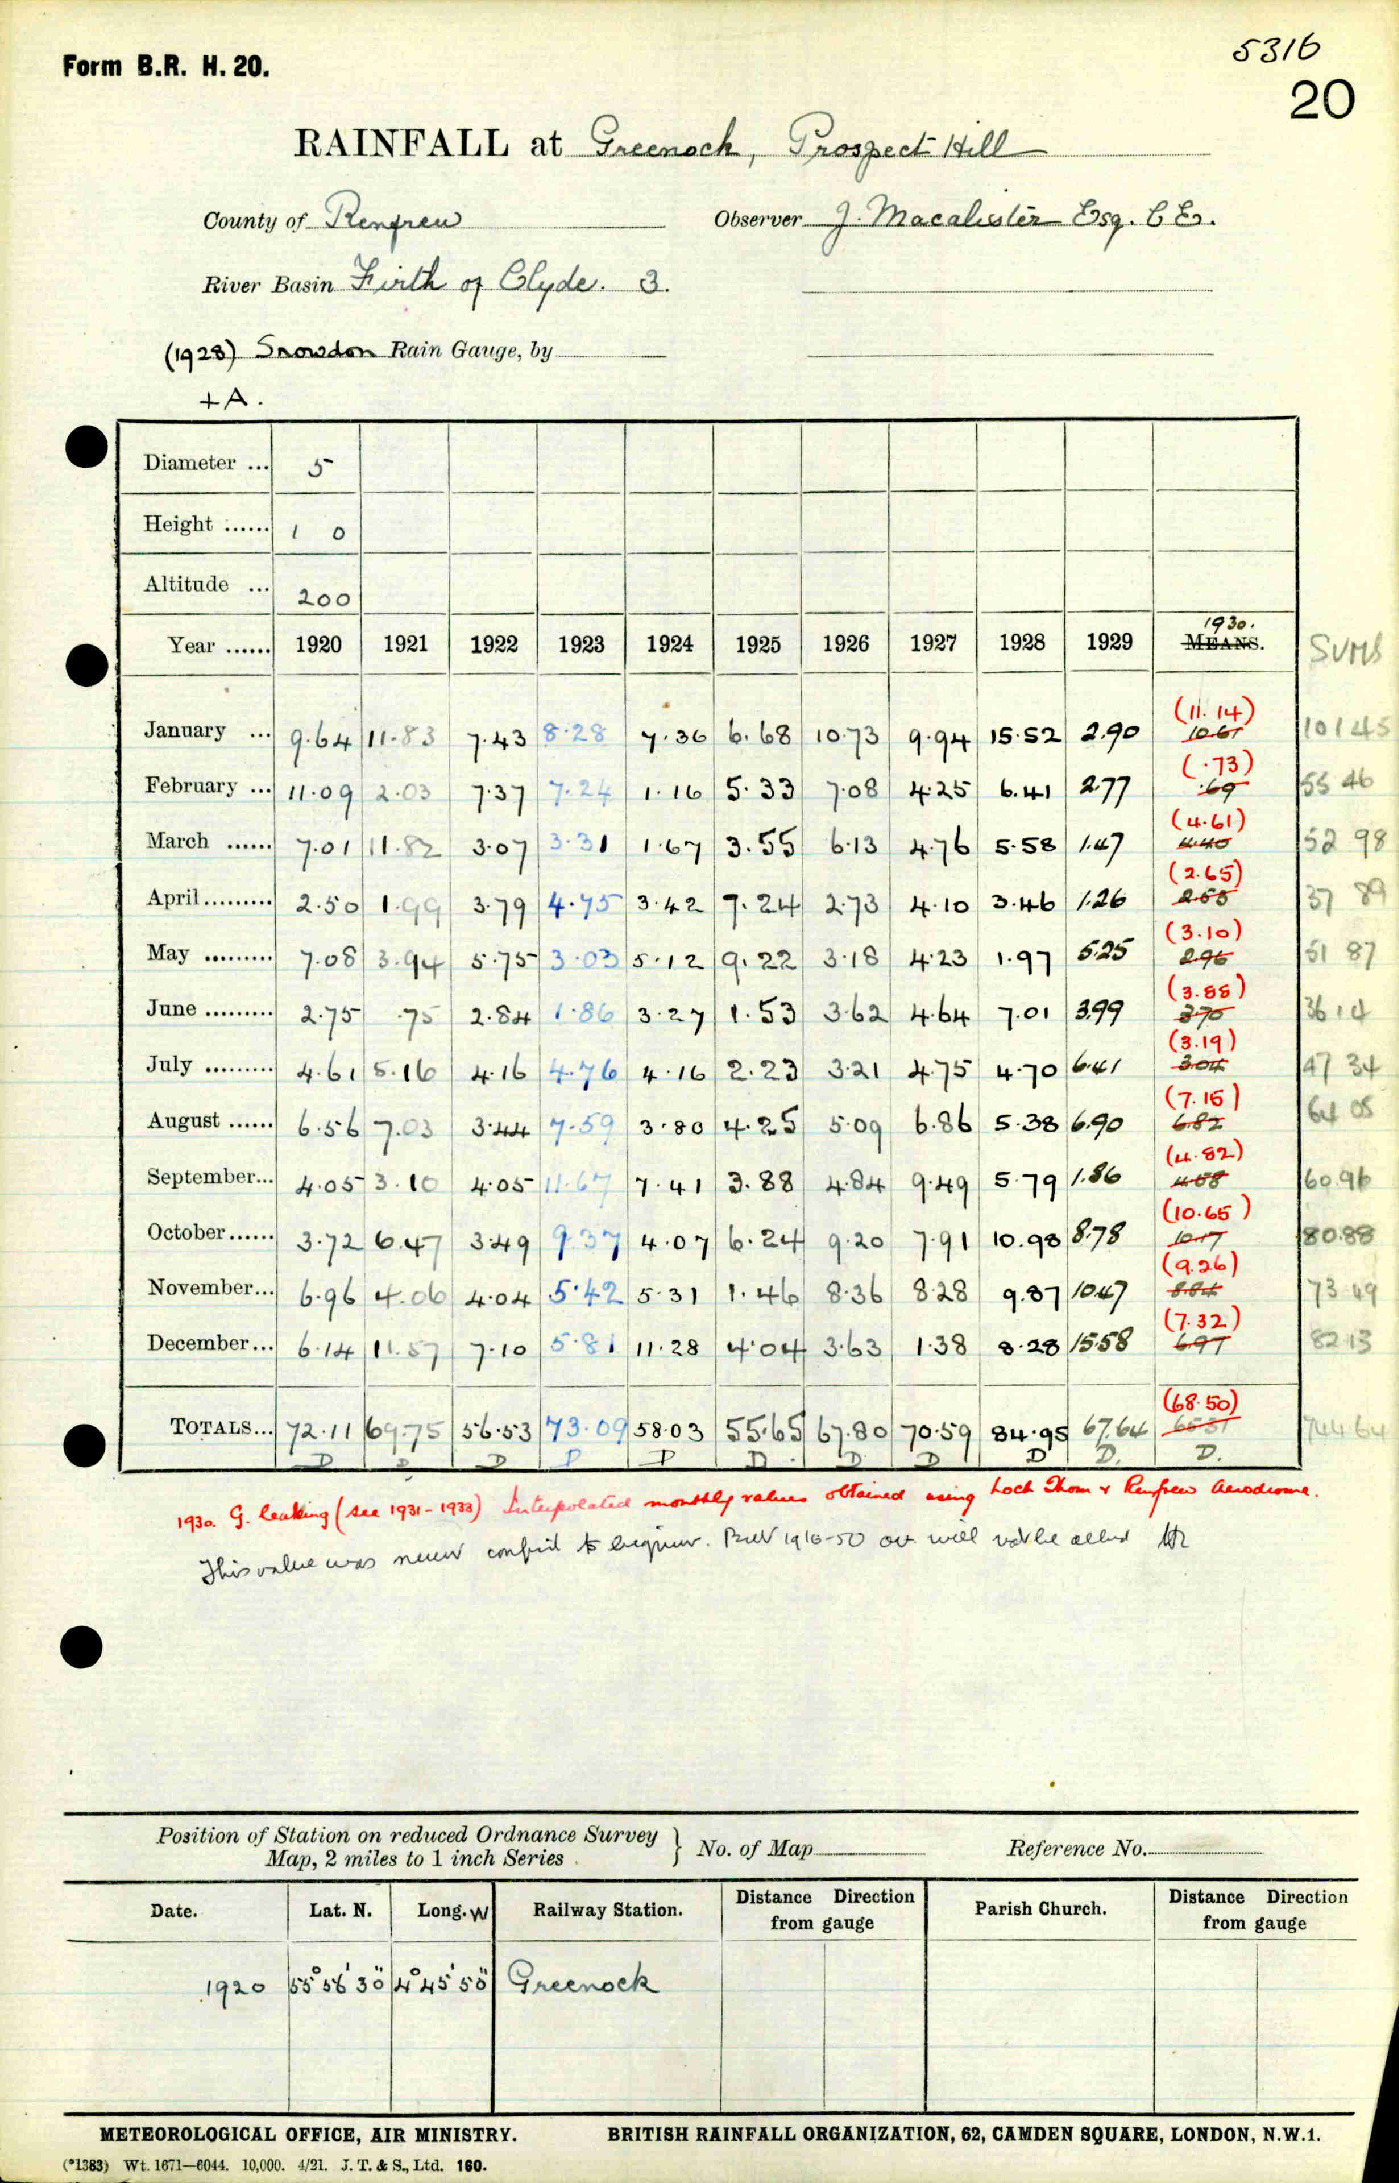 Form B.R. H. 20.
5316
20
RAINFALL at Greenock, Prospect Hill
County of Renfrew Observer J. Macalister Esq. C E.
River Basin Firth of Clyde. 3.
(1928) Snowdon Rain Gauge, by
+A.
Diameter ... 5
Height ...... 1 0
Altitude ... 200
1930.
Year ...... 1920 1921 1922 1923 1924 1925 1926 1927 1928 1929 MEANS. SUMS
(11.14)
January ... 9.64 11.83 7.43 8.28 7.36 6.68 10.73 9.94 15.52 2.90 10.61 101 45
(.73)
February ... 11.09 2.03 7.37 7.24 1.16 5.33 7.08 4.25 6.41 2.77 .69 55 46
(4.61)
March ...... 7.01 11.82 3.07 3.31 1.67 3.55 6.13 4.76 5.58 1.47 4.40 52 98
(2.65)
April ......... 2.50 1.99 3.79 4.75 3.42 7.24 2.73 4.10 3.46 1.26 2.53 37 89
(3.10)
May ......... 7.08 3.94 5.75 3.03 5.12 9.22 3.18 4.23 1.97 5.25 2.96 51 87
(3.88)
June ......... 2.75 .75 2.84 1.86 3.27 1.53 3.62 4.64 7.01 3.99 3.70 36 14
(3.19)
July ......... 4.61 5.16 4.16 4.76 4.16 2.23 3.21 4.75 4.70 6.41 3.04 47 34
(7.15)
August ...... 6.56 7.03 3.44 7.59 3.80 4.25 5.09 6.86 5.38 6.90 6.82 64 05
(4.82)
September... 4.05 3.10 4.05 11.67 7.41 3.88 4.84 9.49 5.79 1.86 4.58 60.96
(10.65)
October...... 3.72 6.47 3.49 9.37 4.07 6.24 9.20 7.91 10.98 8.78 10.17 80.88
(9.26)
November... 6.96 4.06 4.04 5.42 5.31 1.46 8.36 8.28 9.87 10.47 8.84 73 49
(7.32)
December... 6.14 11.57 7.10 5.81 11.28 4.04 3.63 1.38 8.28 15.58 6.97 82 13
(68.50)
TOTALS... 72.11 69.75 56.53 73.09 58.03 55.65 67.80 70.59 84.95 67.64 65.31 744 64
D D D D D D. D D D D. D.
1930. G. leaking (see 1931-1933) Interpolated monthly values obtained using Loch Thom & Renfrew Aerodrome.
This value was never
Position of Station on reduced Ordnance Survey
Map, 2 miles to 1 inch Series } No. of Map Reference No.
Date. Lat. N. Long. W Railway Station. Distance Direction from gauge Parish Church. Distance Direction from gauge
1920 55° 56' 30" 4° 45' 50" Greenock
METEOROLOGICAL OFFICE, AIR MINISTRY. BRITISH RAINFALL ORGANIZATION, 62, CAMDEN SQUARE, LONDON, N.W.1.
(*1383) Wt. 1671—6044. 10,000. 4/21. J. T. & S., Ltd. 160.